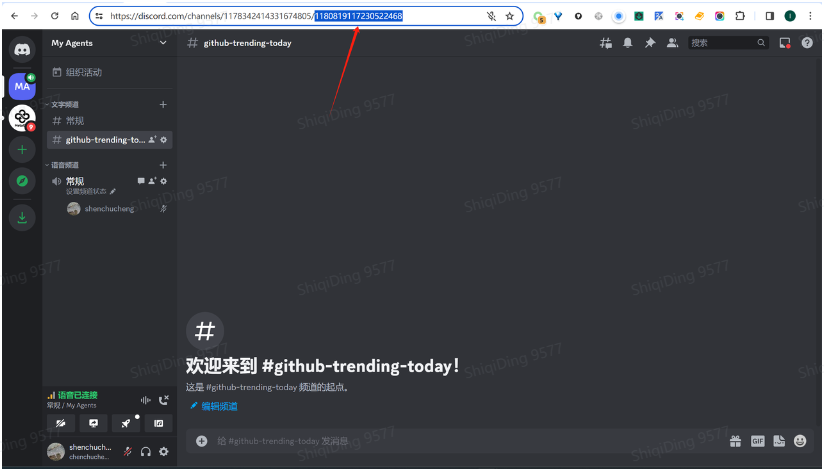 https://discord.com/channels/1178342414331674805/1180819117230522468
My Agents
# github-trending-today
搜索
组织活动
MA
文字频道
# 常规
# github-trending-to...
语音频道
常规
设置频道状态
shenchucheng
#
欢迎来到 #github-trending-today！
这是 #github-trending-today 频道的起点。
编辑频道
语音已连接
常规 / My Agents
shenchuch...
chenchuche...
给 #github-trending-today 发消息
GIF
ShiqiDing 9577